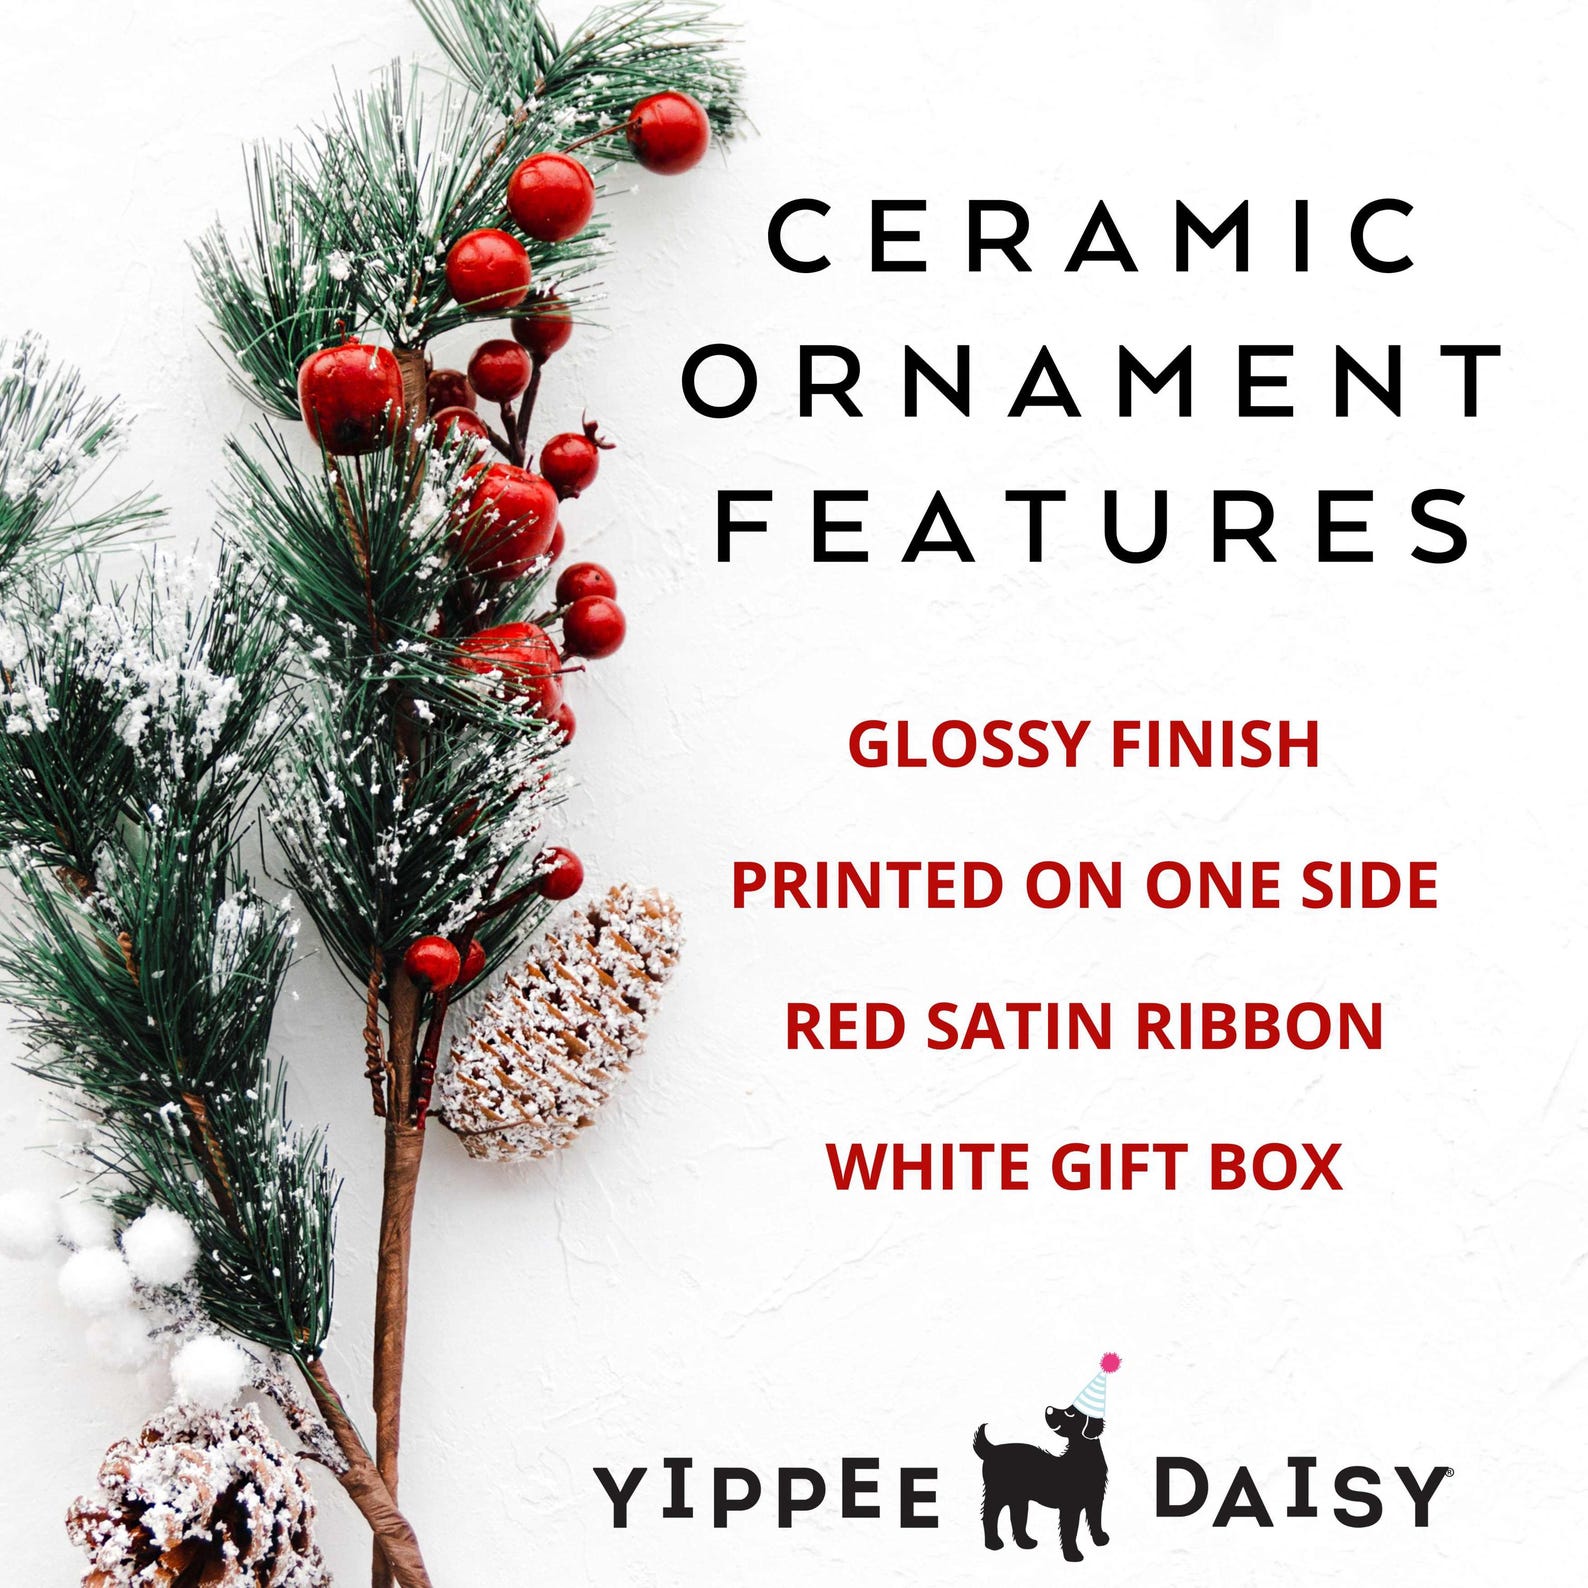 CERAMIC
ORNAMENT
FEATURES
GLOSSY FINISH
PRINTED ON ONE SIDE
RED SATIN RIBBON
WHITE GIFT BOX
YIPPEE DAISY®